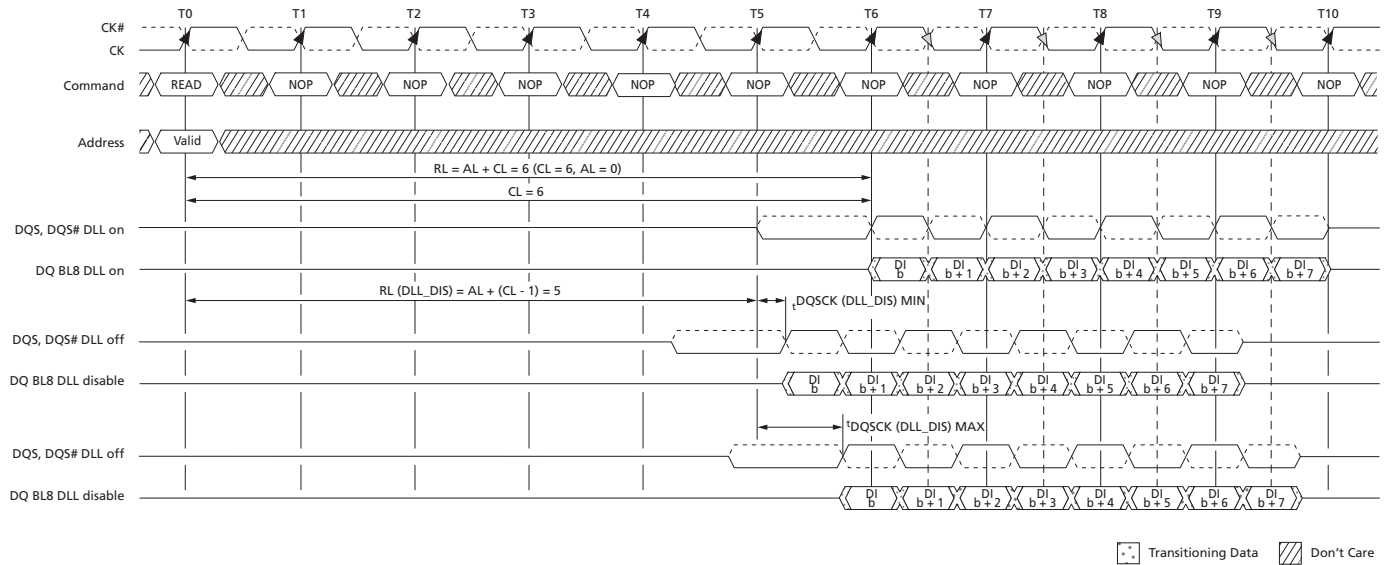 T0 T1 T2 T3 T4 T5 T6 T7 T8 T9 T10
CK#
CK
Command READ NOP NOP NOP NOP NOP NOP NOP NOP NOP NOP
Address Valid
RL = AL + CL = 6 (CL = 6, AL = 0)
CL = 6
DQS, DQS# DLL on
DQ BL8 DLL on DI b DI b + 1 DI b + 2 DI b + 3 DI b + 4 DI b + 5 DI b + 6 DI b + 7
RL (DLL_DIS) = AL + (CL - 1) = 5
tDQSCK (DLL_DIS) MIN
DQS, DQS# DLL off
DQ BL8 DLL disable DI b DI b + 1 DI b + 2 DI b + 3 DI b + 4 DI b + 5 DI b + 6 DI b + 7
tDQSCK (DLL_DIS) MAX
DQS, DQS# DLL off
DQ BL8 DLL disable DI b DI b + 1 DI b + 2 DI b + 3 DI b + 4 DI b + 5 DI b + 6 DI b + 7
Transitioning Data Don't Care